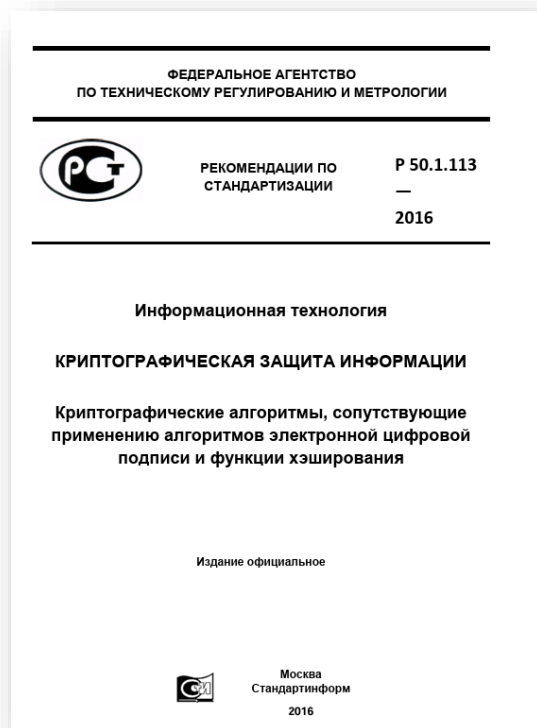 ФЕДЕРАЛЬНОЕ АГЕНТСТВО
ПО ТЕХНИЧЕСКОМУ РЕГУЛИРОВАНИЮ И МЕТРОЛОГИИ
РСТ
РЕКОМЕНДАЦИИ ПО
СТАНДАРТИЗАЦИИ
Р 50.1.113
—
2016
Информационная технология
КРИПТОГРАФИЧЕСКАЯ ЗАЩИТА ИНФОРМАЦИИ
Криптографические алгоритмы, сопутствующие
применению алгоритмов электронной цифровой
подписи и функции хэширования
Издание официальное
Москва
Стандартинформ
2016